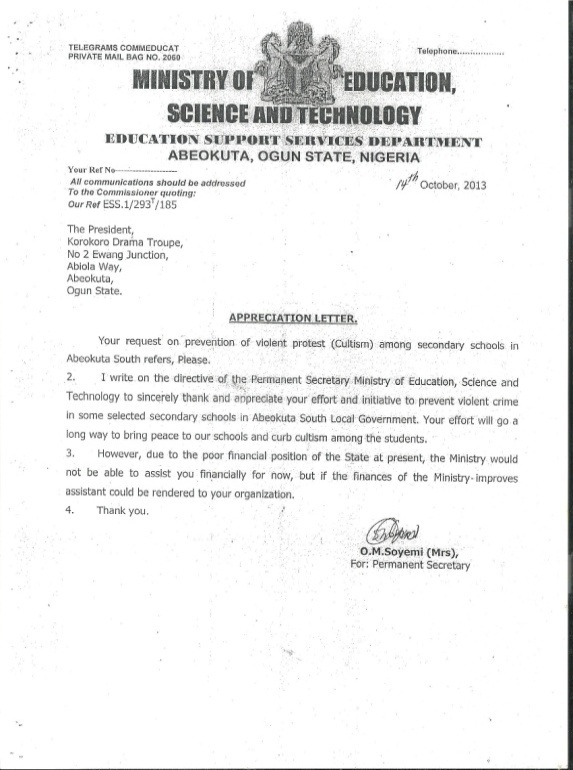 TELEGRAMS COMMEDUCAT
Telephone..................
PRIVATE MAIL BAG NO. 2060
MINISTRY OF EDUCATION,
SCIENCE AND TECHNOLOGY
EDUCATION SUPPORT SERVICES DEPARTMENT
ABEOKUTA, OGUN STATE, NIGERIA
Your Ref No--------------------
All communications should be addressed
14th October, 2013
To the Commissioner quoting:
Our Ref ESS.1/293T/185
The President,
Korokoro Drama Troupe,
No 2 Ewang Junction,
Abiola Way,
Abeokuta,
Ogun State.
APPRECIATION LETTER.
Your request on prevention of violent protest (Cultism) among secondary schools in
Abeokuta South refers, Please.
2. I write on the directive of the Permanent Secretary Ministry of Education, Science and
Technology to sincerely thank and appreciate your effort and initiative to prevent violent crime
in some selected secondary schools in Abeokuta South Local Government. Your effort will go a
long way to bring peace to our schools and curb cultism among the students.
3. However, due to the poor financial position of the State at present, the Ministry would
not be able to assist you financially for now, but if the finances of the Ministry improves
assistant could be rendered to your organization.
4. Thank you.
O.M.Soyemi (Mrs),
For: Permanent Secretary